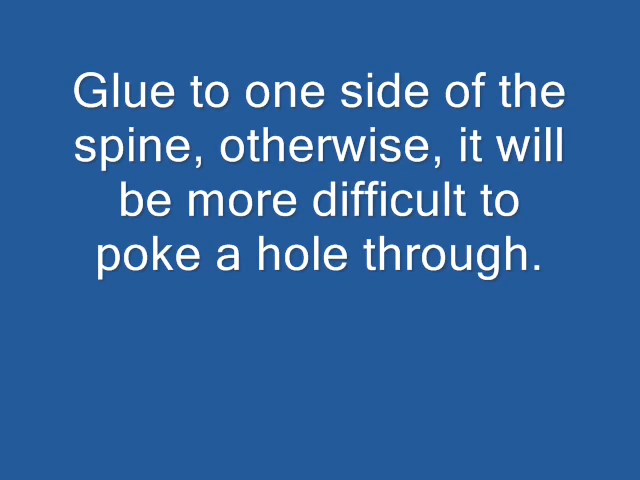 Glue to one side of the
spine, otherwise, it will
be more difficult to
poke a hole through.